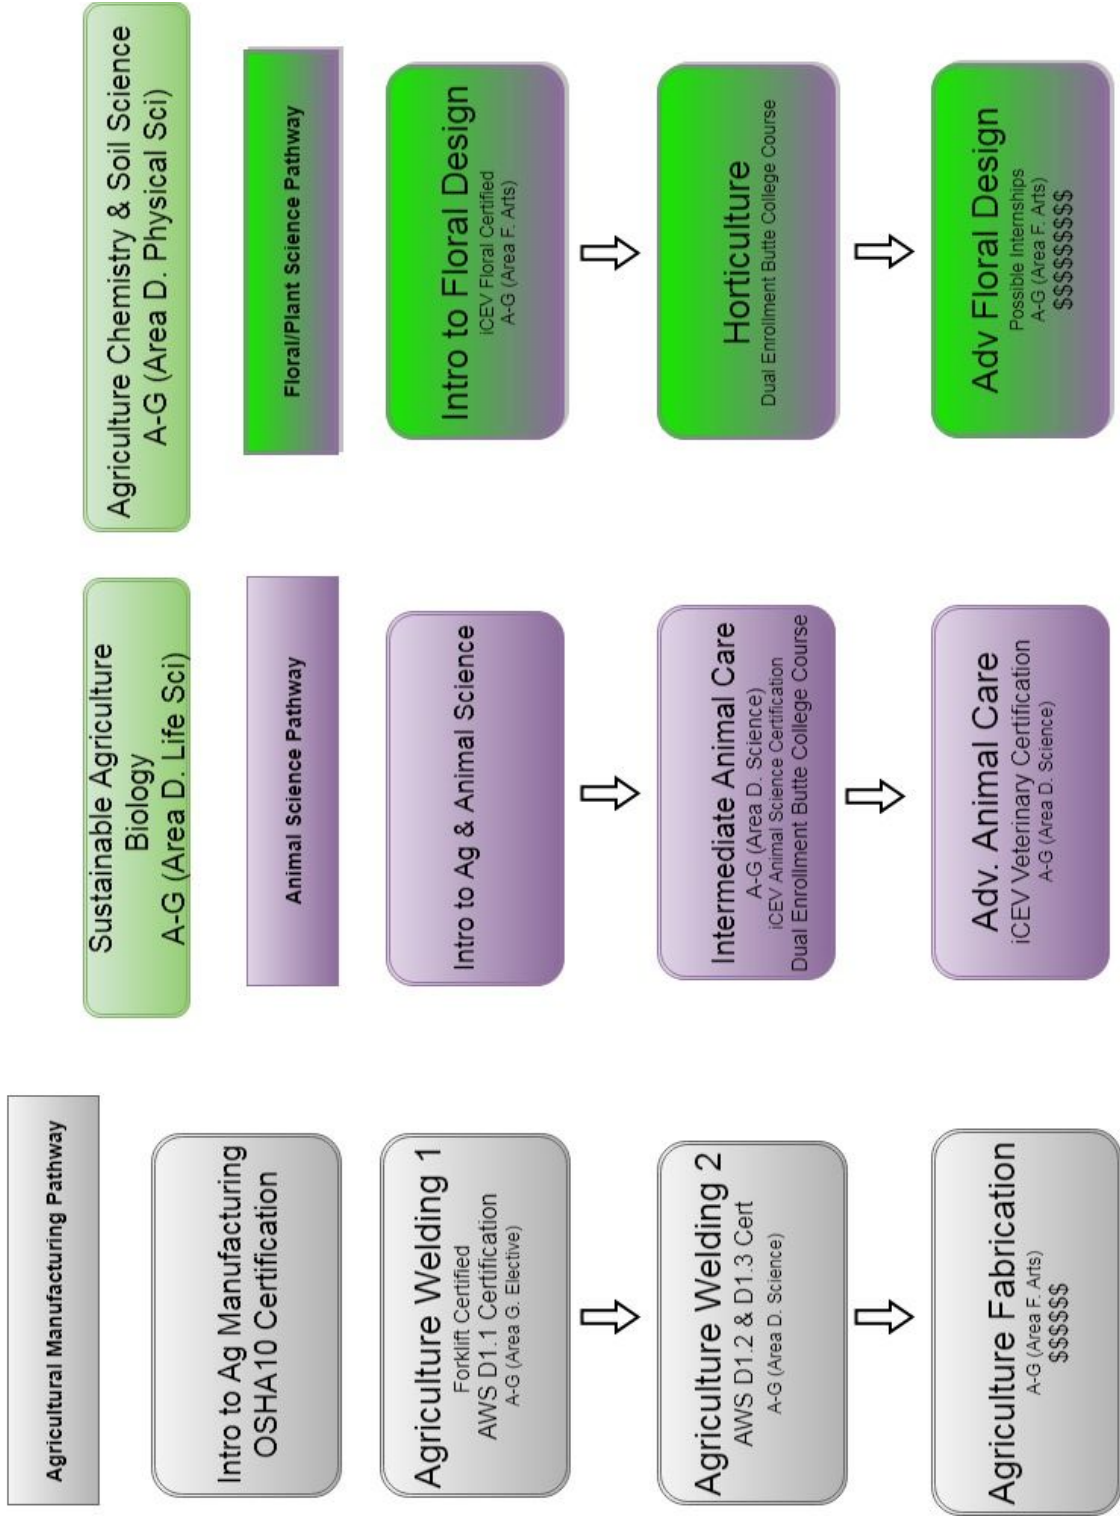 Agricultural Manufacturing Pathway
Intro to Ag Manufacturing
OSHA10 Certification
Agriculture Welding 1
Forklift Certified
AWS D1.1 Certification
A-G (Area G. Elective)
Agriculture Welding 2
AWS D1.2 & D1.3 Cert
A-G (Area D. Science)
Agriculture Fabrication
A-G (Area F. Arts)
$$$$$$
Sustainable Agriculture
Biology
A-G (Area D. Life Sci)
Animal Science Pathway
Intro to Ag & Animal Science
Intermediate Animal Care
A-G (Area D. Science)
iCEV Animal Science Certification
Dual Enrollment Butte College Course
Adv. Animal Care
iCEV Veterinary Certification
A-G (Area D. Science)
Agriculture Chemistry & Soil Science
A-G (Area D. Physical Sci)
Floral/Plant Science Pathway
Intro to Floral Design
iCEV Floral Certified
A-G (Area F. Arts)
Horticulture
Dual Enrollment Butte College Course
Adv Floral Design
Possible Internships
A-G (Area F. Arts)
$$$$$$$$$